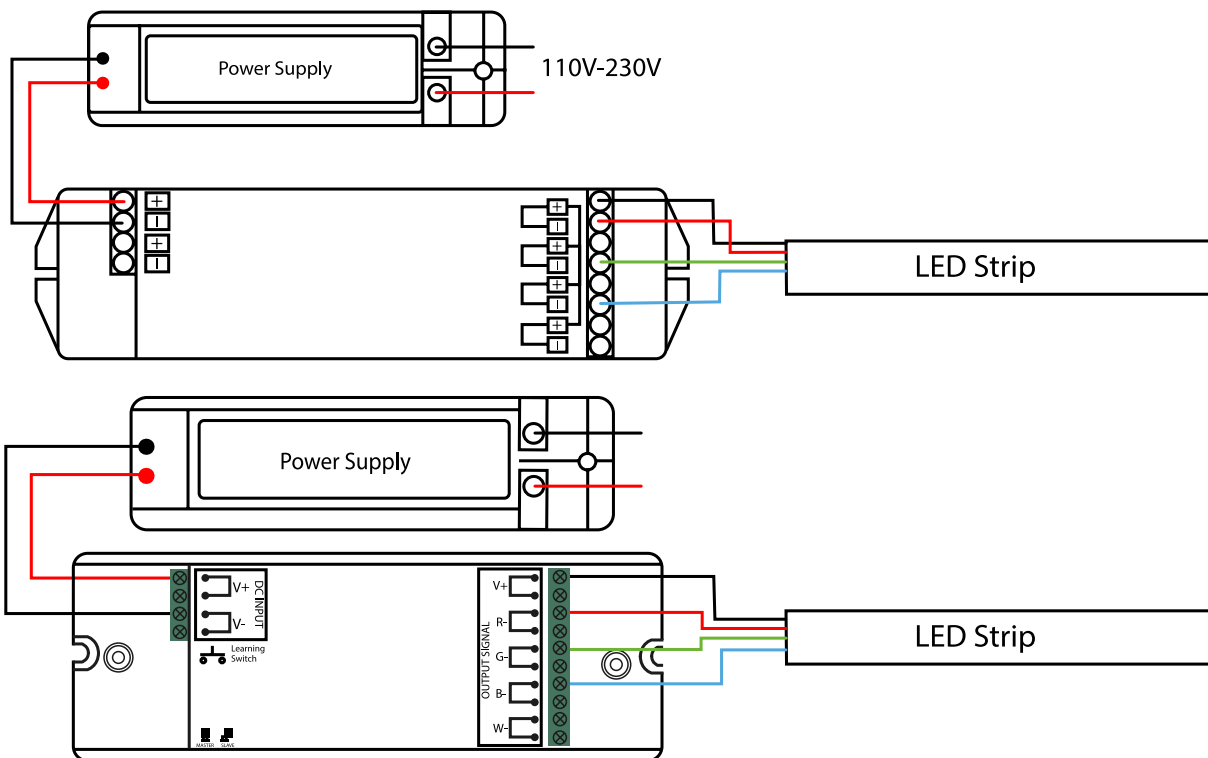 Power Supply
110V-230V
+
−
+
−
+
−
+
−
+
−
+
−
LED Strip
Power Supply
V+
V-
DC INPUT
Learning
Switch
MASTER SLAVE
OUTPUT SIGNAL
V+
R-
G-
B-
W-
LED Strip